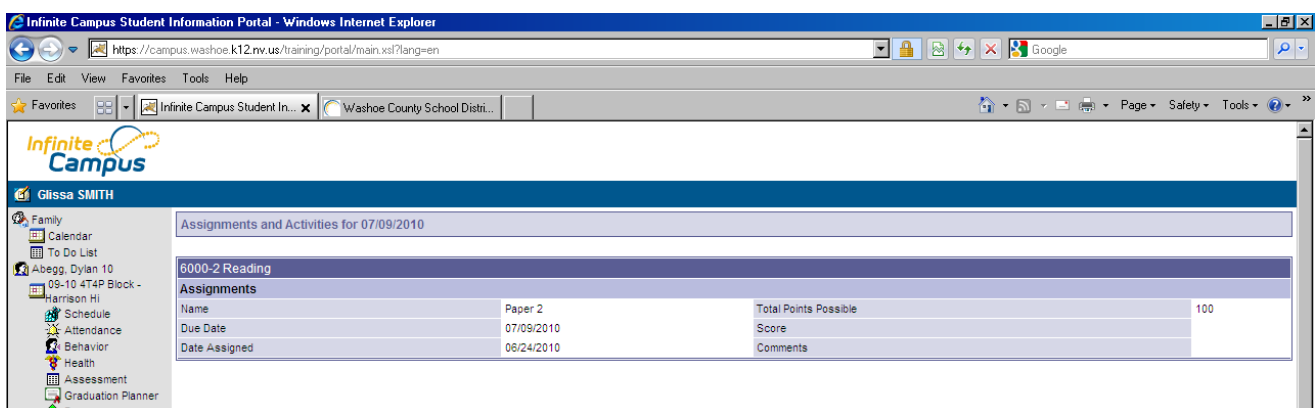 Infinite Campus Student Information Portal - Windows Internet Explorer
https://campus.washoe.k12.nv.us/training/portal/main.xsl?lang=en
Google
File Edit View Favorites Tools Help
Favorites
Infinite Campus Student In...
Washoe County School Distri...
Page Safety Tools
Infinite
Campus
Glissa SMITH
Family
Calendar
To Do List
Abegg, Dylan 10
09-10 4T4P Block -
Harrison Hi
Schedule
Attendance
Behavior
Health
Assessment
Graduation Planner
Assignments and Activities for 07/09/2010
6000-2 Reading
Assignments
Name Paper 2 Total Points Possible 100
Due Date 07/09/2010 Score
Date Assigned 06/24/2010 Comments